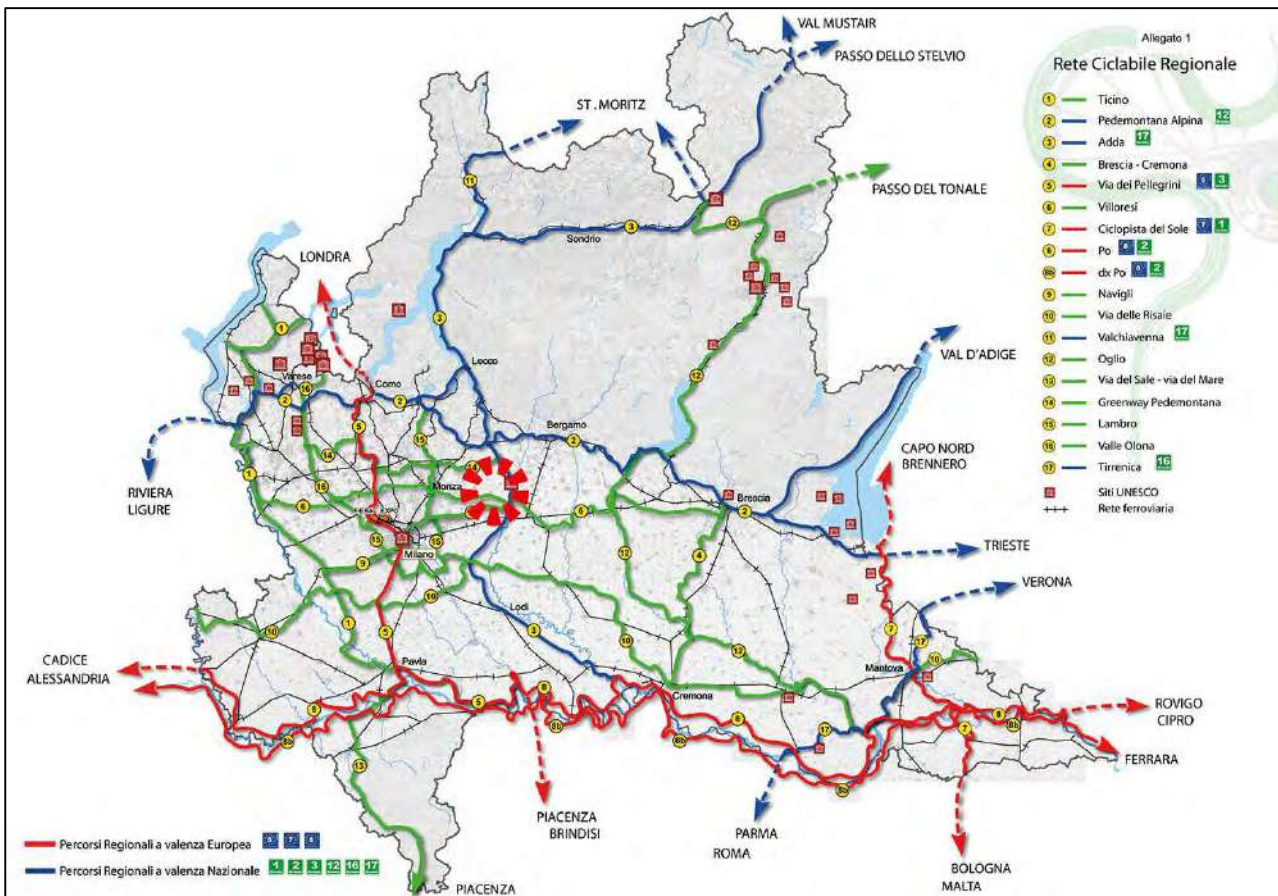 VAL MUSTAIR
PASSO DELLO STELVIO
ST . MORITZ
PASSO DEL TONALE
LONDRA
VAL D'ADIGE
CAPO NORD
BRENNERO
RIVIERA
LIGURE
TRIESTE
VERONA
CADICE
ALESSANDRIA
ROVIGO
CIPRO
FERRARA
PIACENZA
BRINDISI
PARMA
ROMA
BOLOGNA
MALTA
PIACENZA
Sondrio
Lecco
Como
Varese
Bergamo
Monza
Brescia
Milano
Lodi
Pavia
Cremona
Mantova
Allegato 1
Rete Ciclabile Regionale
1 Ticino
2 Pedemontana Alpina 12
3 Adda 17
4 Brescia - Cremona
5 Via dei Pellegrini 5 3
6 Villoresi
7 Ciclopista del Sole 7 1
8 Po 8 2
8b dx Po 8 2
9 Navigli
10 Via delle Risaie
11 Valchiavenna 17
12 Oglio
13 Via del Sale - via del Mare
14 Greenway Pedemontana
15 Lambro
16 Valle Olona
17 Tirrenica 16
Siti UNESCO
Rete ferroviaria
Percorsi Regionali a valenza Europea 5 7 8
Percorsi Regionali a valenza Nazionale 1 2 3 12 16 17